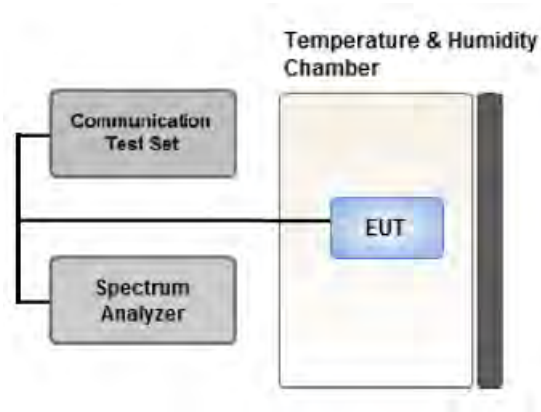 Temperature & Humidity
Chamber
Communication
Test Set
EUT
Spectrum
Analyzer